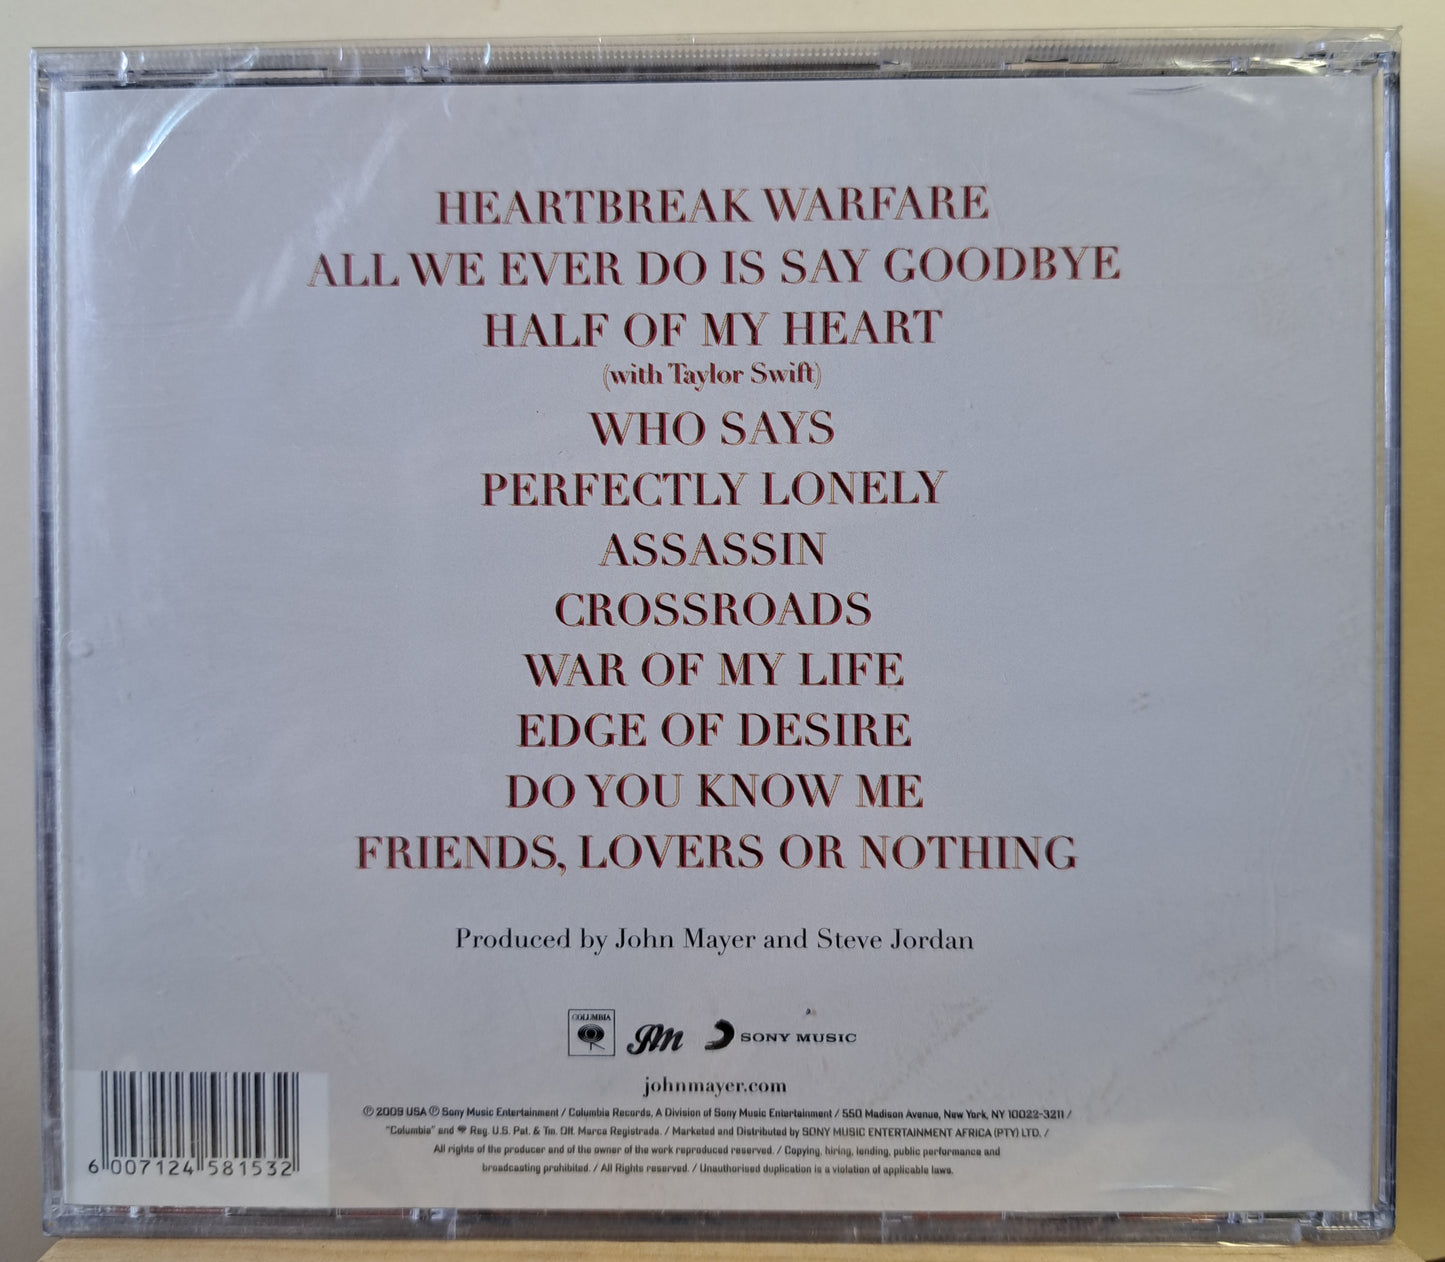 HEARTBREAK WARFARE
ALL WE EVER DO IS SAY GOODBYE
HALF OF MY HEART
(with Taylor Swift)
WHO SAYS
PERFECTLY LONELY
ASSASSIN
CROSSROADS
WAR OF MY LIFE
EDGE OF DESIRE
DO YOU KNOW ME
FRIENDS, LOVERS OR NOTHING
Produced by John Mayer and Steve Jordan
COLUMBIA
SONY MUSIC
johnmayer.com
℗ 2009 USA ℗ Sony Music Entertainment / Columbia Records, A Division of Sony Music Entertainment / 550 Madison Avenue, New York, NY 10022-3211 /
"Columbia" and Reg. U.S. Pat. & Tm. Off. Marca Registrada. / Marketed and Distributed by SONY MUSIC ENTERTAINMENT AFRICA (PTY) LTD. /
All rights of the producer and of the owner of the work reproduced reserved. / Copying, hiring, lending, public performance and
broadcasting prohibited. / All Rights reserved. / Unauthorised duplication is a violation of applicable laws.
6 007124 581532